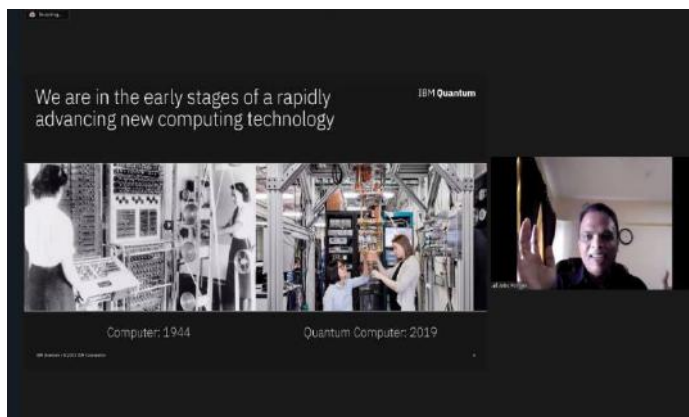 Recording...
We are in the early stages of a rapidly
advancing new computing technology
IBM Quantum
Computer: 1944
Quantum Computer: 2019